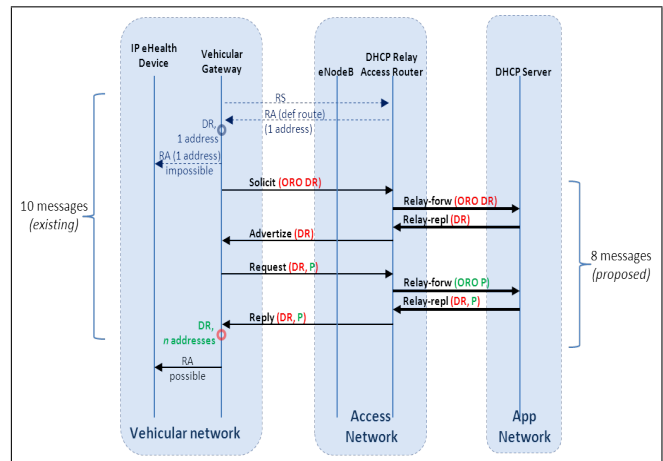 IP eHealth
Device
Vehicular
Gateway
eNodeB
DHCP Relay
Access Router
DHCP Server
RS
RA (def route)
(1 address)
DR,
1 address
RA (1 address)
impossible
Solicit (ORO DR)
Relay-forw (ORO DR)
Relay-repl (DR)
Advertize (DR)
10 messages
(existing)
8 messages
(proposed)
Request (DR, P)
Relay-forw (ORO P)
Relay-repl (DR, P)
Reply (DR, P)
DR,
n addresses
RA
possible
Vehicular network
Access
Network
App
Network